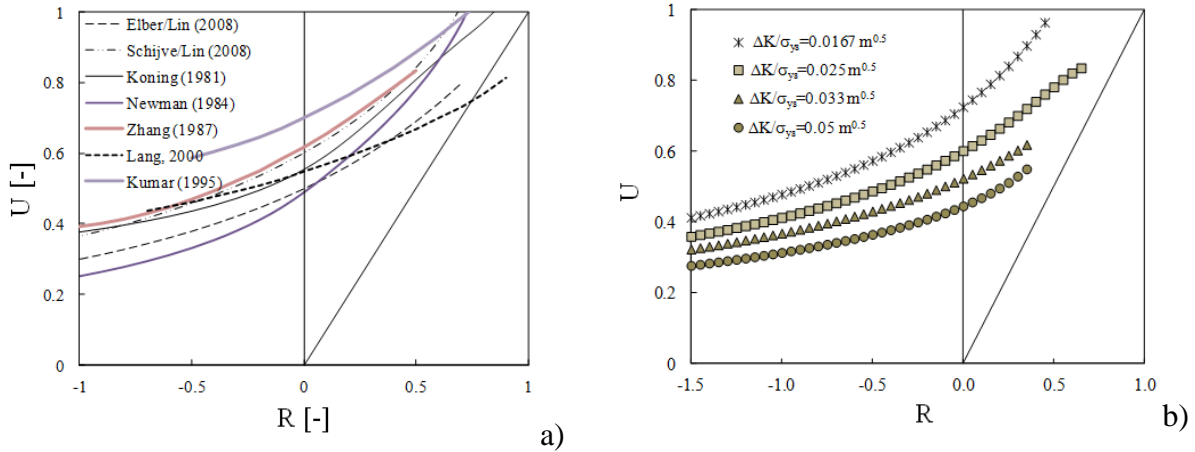 1
0.8
0.6
0.4
0.2
0
U [-]
Elber/Lin (2008)
Schijve/Lin (2008)
Koning (1981)
Newman (1984)
Zhang (1987)
Lang, 2000
Kumar (1995)
-1
-0.5
0
0.5
1
R [-]
a)
1
0.8
0.6
0.4
0.2
0
U
ΔK/σys=0.0167 m0.5
ΔK/σys=0.025 m0.5
ΔK/σys=0.033 m0.5
ΔK/σys=0.05 m0.5
-1.5
-1.0
-0.5
0.0
0.5
1.0
R
b)